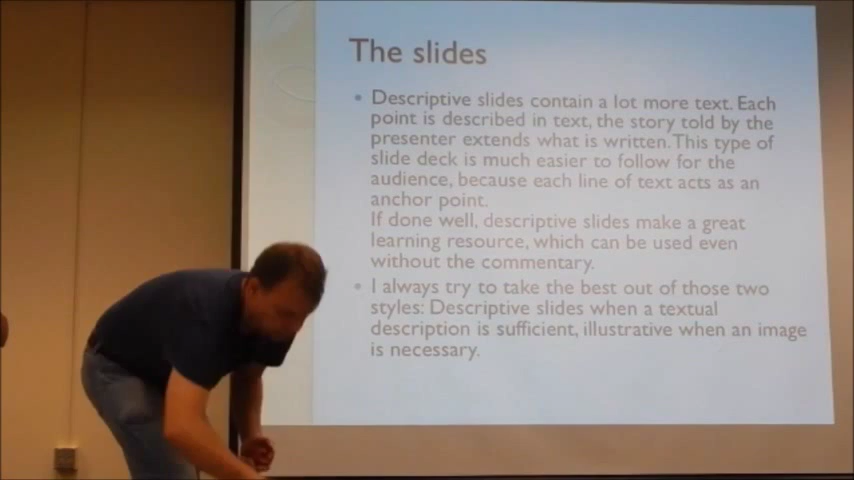 The slides
Descriptive slides contain a lot more text. Each
point is described in text, the story told by the
presenter extends what is written. This type of
slide deck is much easier to follow for the
audience, because each line of text acts as an
anchor point.
If done well, descriptive slides make a great
learning resource, which can be used even
without the commentary.
I always try to take the best out of those two
styles: Descriptive slides when a textual
description is sufficient, illustrative when an image
is necessary.